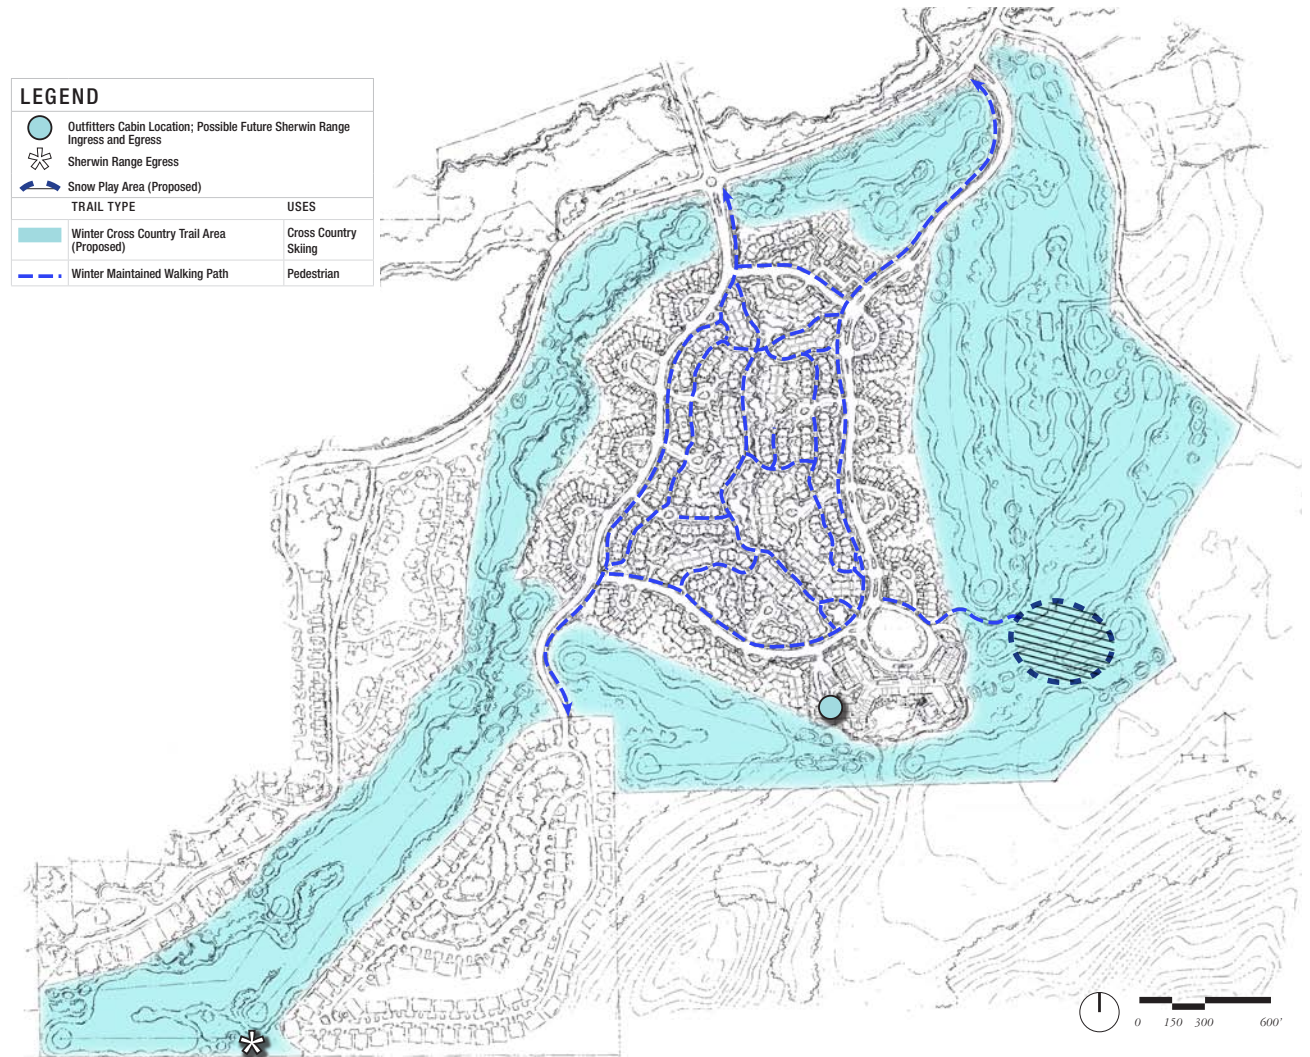 LEGEND
Outfitters Cabin Location; Possible Future Sherwin Range
Ingress and Egress
Sherwin Range Egress
Snow Play Area (Proposed)
TRAIL TYPE USES
Winter Cross Country Trail Area
(Proposed)
Cross Country
Skiing
Winter Maintained Walking Path Pedestrian
0 150 300 600'